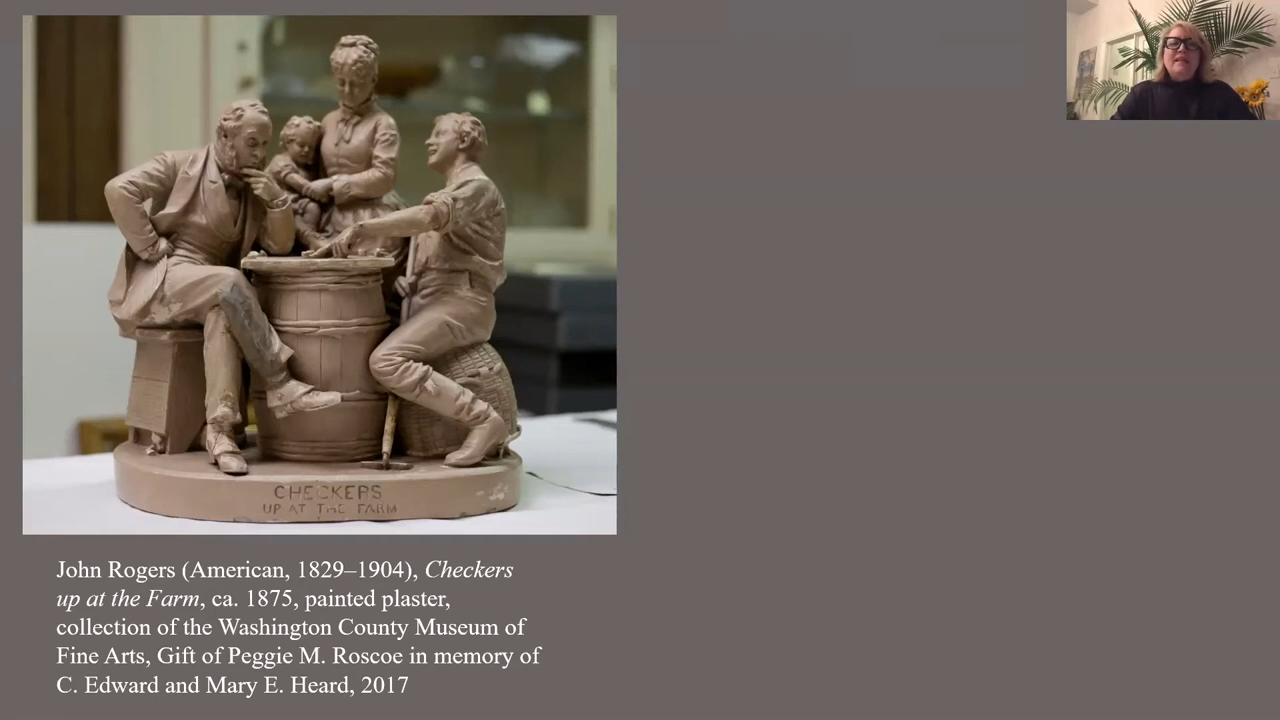 CHECKERS
UP AT THE FARM
John Rogers (American, 1829–1904), Checkers
up at the Farm, ca. 1875, painted plaster,
collection of the Washington County Museum of
Fine Arts, Gift of Peggie M. Roscoe in memory of
C. Edward and Mary E. Heard, 2017